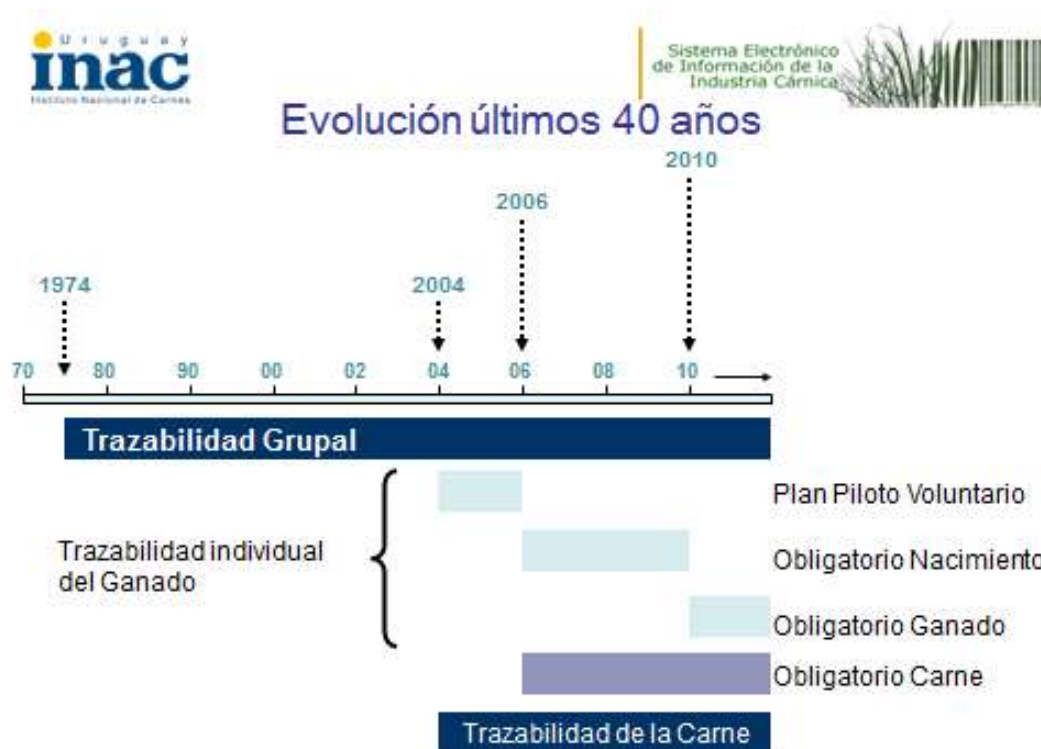 Uruguay
inac
Instituto Nacional de Carnes
Sistema Electrónico
de Información de la
Industria Cárnica
Evolución últimos 40 años
2010
2006
1974
2004
70 80 90 00 02 04 06 08 10
Trazabilidad Grupal
Plan Piloto Voluntario
Trazabilidad individual
del Ganado
Obligatorio Nacimiento
Obligatorio Ganado
Obligatorio Carne
Trazabilidad de la Carne